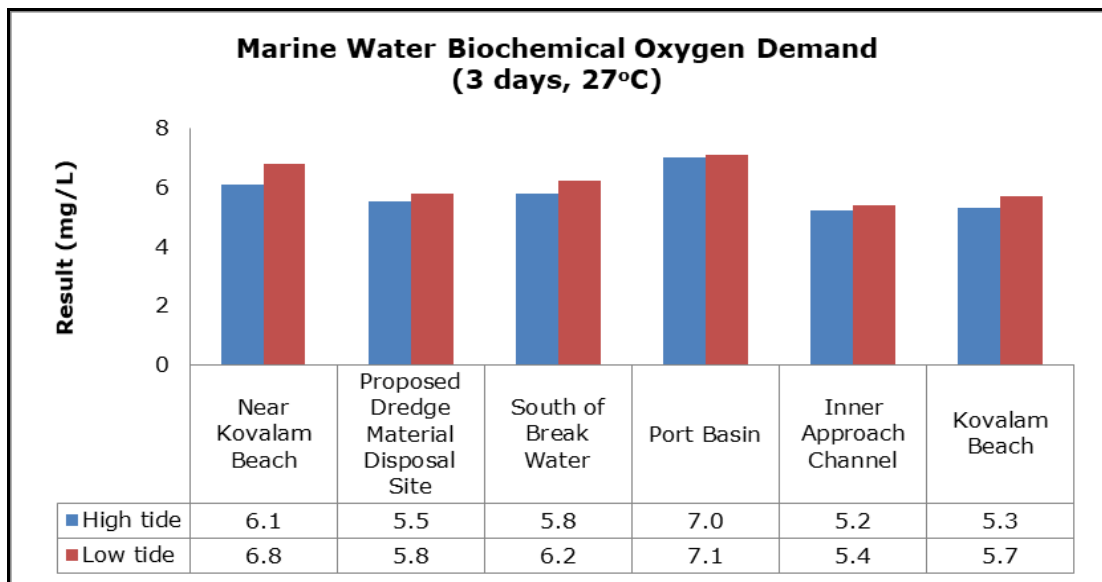 Marine Water Biochemical Oxygen Demand
(3 days, 27°C)
Result (mg/L)
8
6
4
2
0
Near
Kovalam
Beach
Proposed
Dredge
Material
Disposal
Site
South of
Break
Water
Port Basin
Inner
Approach
Channel
Kovalam
Beach
High tide 6.1 5.5 5.8 7.0 5.2 5.3
Low tide 6.8 5.8 6.2 7.1 5.4 5.7